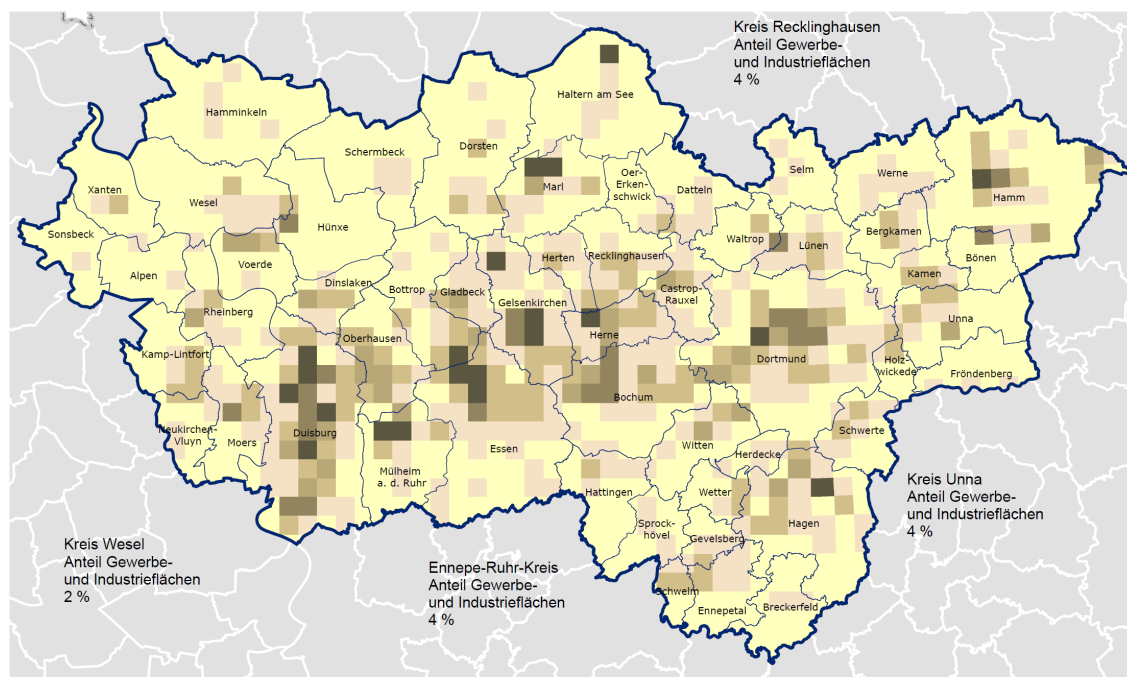 Kreis Recklinghausen
Anteil Gewerbe-
und Industrieflächen
4 %
Haltern am See
Hamminkeln
Schermbeck
Dorsten
Marl
Oer-
Erken-
schwick
Datteln
Selm
Werne
Hamm
Xanten
Wesel
Sonsbeck
Hünxe
Waltrop
Lünen
Bergkamen
Bönen
Alpen
Voerde
Dinslaken
Bottrop
Gladbeck
Herten
Recklinghausen
Castrop-
Rauxel
Kamen
Rheinberg
Gelsenkirchen
Unna
Kamp-Lintfort
Oberhausen
Herne
Dortmund
Holz-
wickede
Fröndenberg
Bochum
Neukirchen-
Vluyn
Moers
Duisburg
Essen
Witten
Herdecke
Schwerte
Mülheim
a. d. Ruhr
Hattingen
Wetter
Hagen
Sprock-
hövel
Gevelsberg
Schwelm
Ennepetal
Breckerfeld
Kreis Unna
Anteil Gewerbe-
und Industrieflächen
4 %
Kreis Wesel
Anteil Gewerbe-
und Industrieflächen
2 %
Ennepe-Ruhr-Kreis
Anteil Gewerbe-
und Industrieflächen
4 %